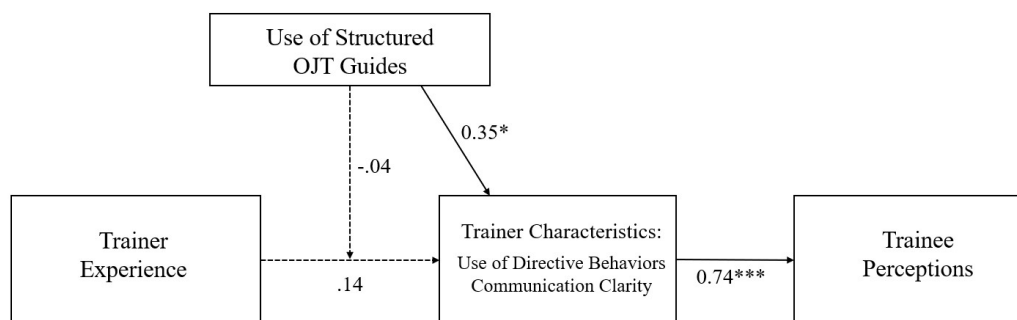 Use of Structured
OJT Guides
0.35*
-.04
Trainer
Experience
.14
Trainer Characteristics:
Use of Directive Behaviors
Communication Clarity
0.74***
Trainee
Perceptions